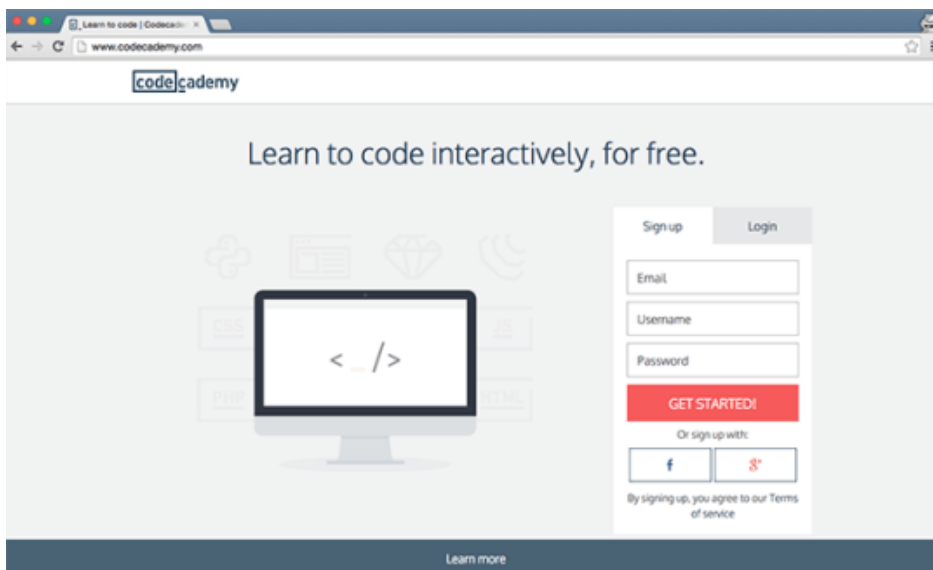 Learn to code | Codecade
www.codecademy.com
codecademy
Learn to code interactively, for free.
Sign up Login
Email
Username
Password
GET STARTED!
Or sign up with:
f g+
By signing up, you agree to our Terms
of service
CSS JS
< _ />
PHP HTML
Learn more